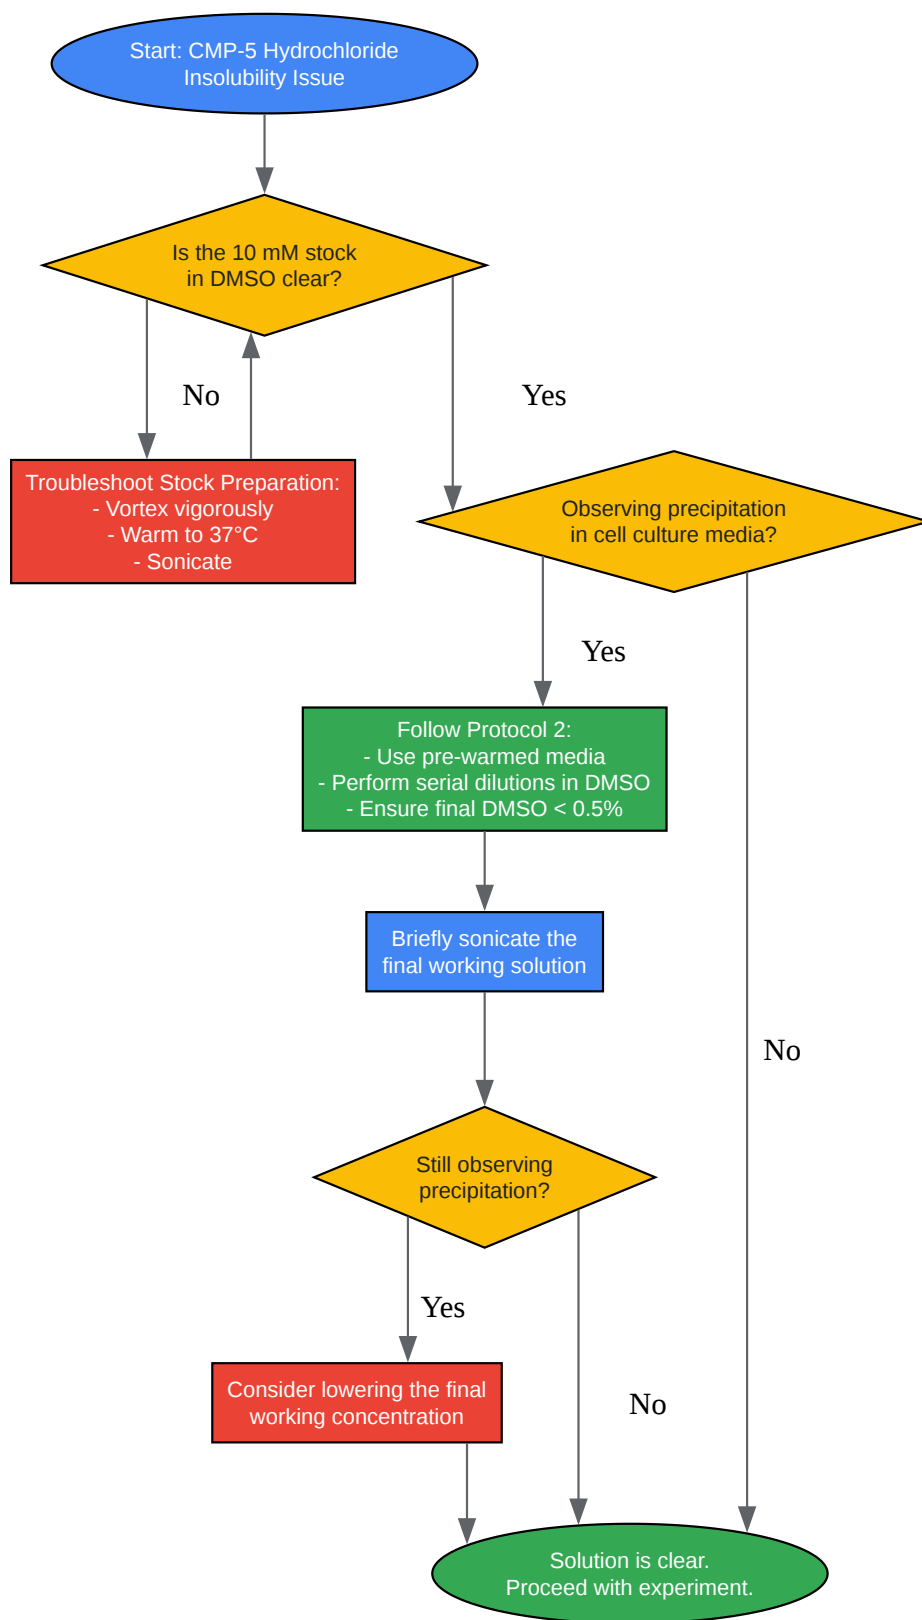 Start: CMP-5 Hydrochloride
Insolubility Issue
Is the 10 mM stock
in DMSO clear?
No
Yes
Troubleshoot Stock Preparation:
- Vortex vigorously
- Warm to 37°C
- Sonicate
Observing precipitation
in cell culture media?
Yes
Follow Protocol 2:
- Use pre-warmed media
- Perform serial dilutions in DMSO
- Ensure final DMSO < 0.5%
Briefly sonicate the
final working solution
No
Still observing
precipitation?
Yes
Consider lowering the final
working concentration
No
Solution is clear.
Proceed with experiment.